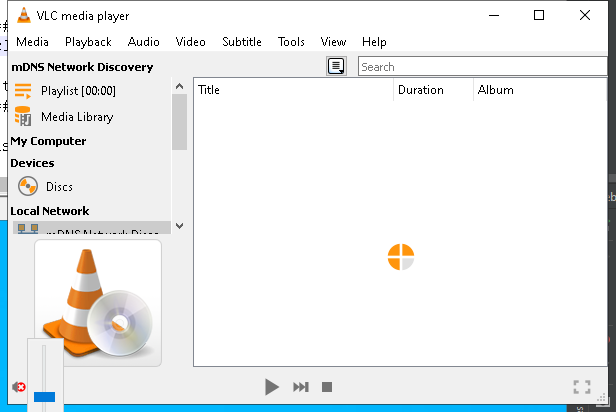 VLC media player
Media Playback Audio Video Subtitle Tools View Help
mDNS Network Discovery
Search
Playlist [00:00]
Title Duration Album
Media Library
My Computer
Devices
Discs
Local Network
mDNS Network Disco